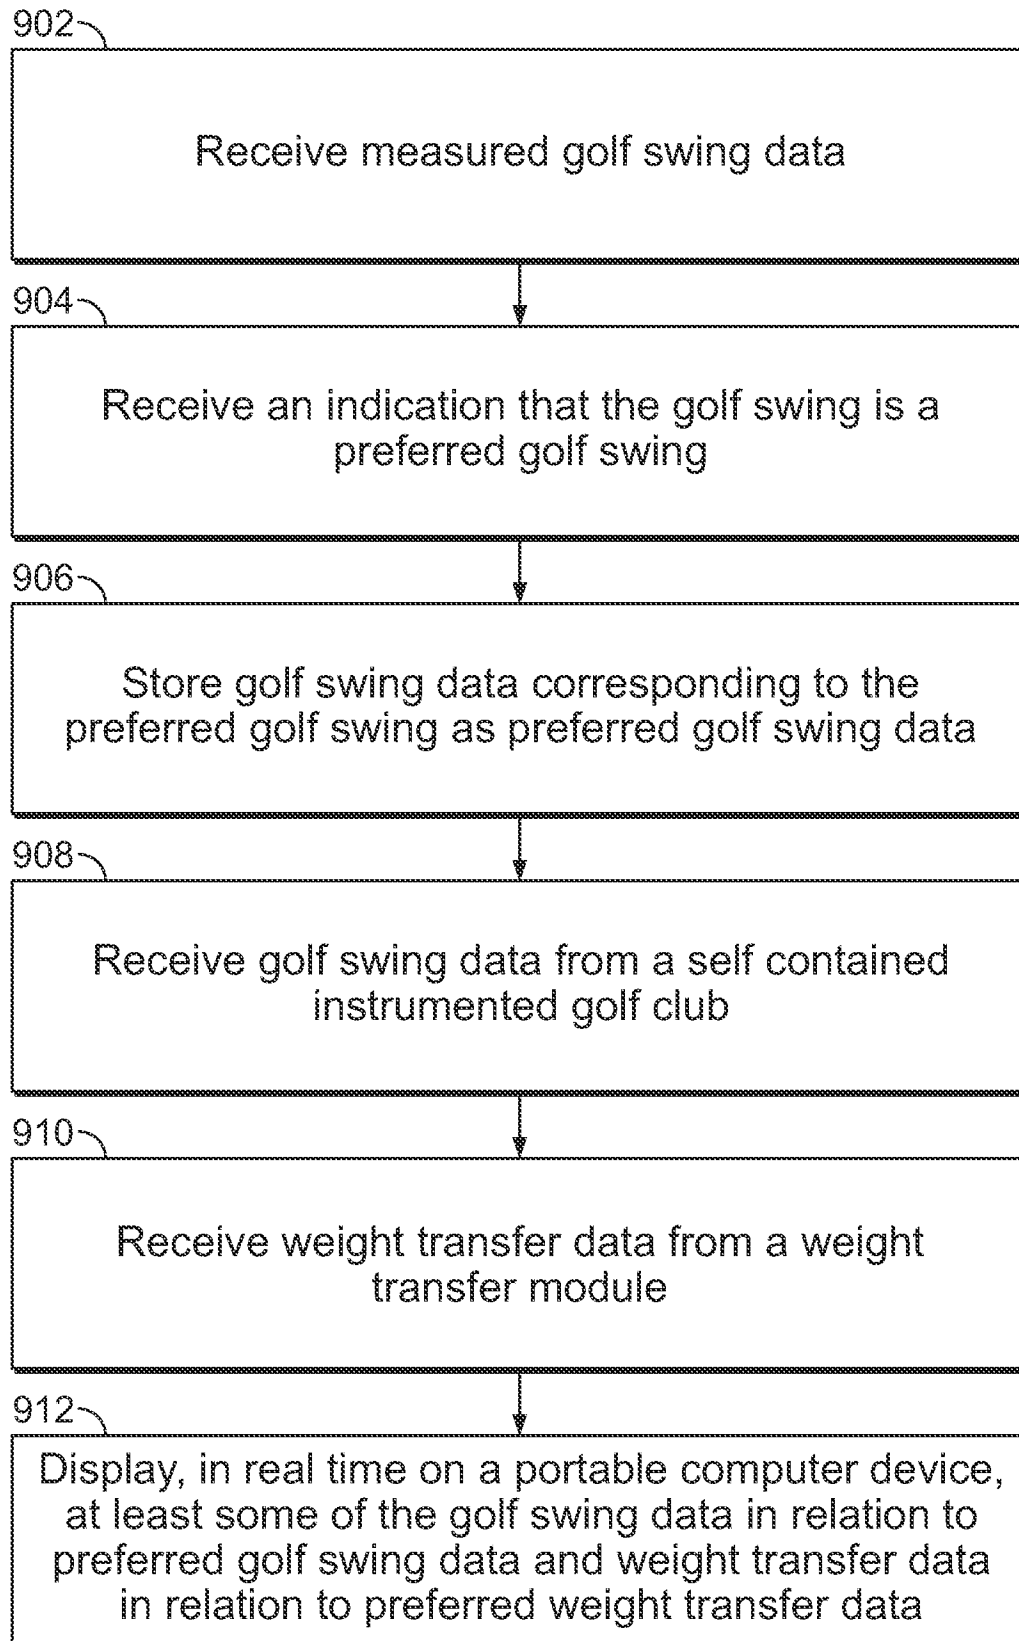 902
Receive measured golf swing data
904
Receive an indication that the golf swing is a
preferred golf swing
906
Store golf swing data corresponding to the
preferred golf swing as preferred golf swing data
908
Receive golf swing data from a self contained
instrumented golf club
910
Receive weight transfer data from a weight
transfer module
912
Display, in real time on a portable computer device,
at least some of the golf swing data in relation to
preferred golf swing data and weight transfer data
in relation to preferred weight transfer data